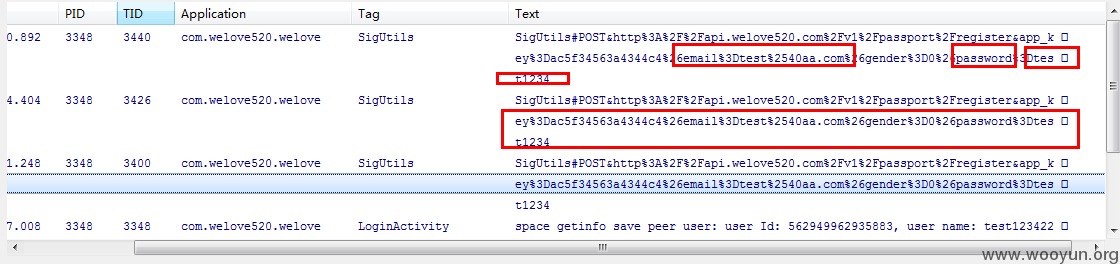 PID TID Application Tag Text
0.892 3348 3440 com.welove520.welove SigUtils SigUtils#POST&http%3A%2F%2Fapi.welove520.com%2Fv1%2Fpassport%2Fregister&app_k
ey%3Dac5f34563a4344c4%26email%3Dtest%2540aa.com%26gender%3D0%26password%3Dtes
t1234
4.404 3348 3426 com.welove520.welove SigUtils SigUtils#POST&http%3A%2F%2Fapi.welove520.com%2Fv1%2Fpassport%2Fregister&app_k
ey%3Dac5f34563a4344c4%26email%3Dtest%2540aa.com%26gender%3D0%26password%3Dtes
t1234
1.248 3348 3400 com.welove520.welove SigUtils SigUtils#POST&http%3A%2F%2Fapi.welove520.com%2Fv1%2Fpassport%2Fregister&app_k
ey%3Dac5f34563a4344c4%26email%3Dtest%2540aa.com%26gender%3D0%26password%3Dtes
t1234
7.008 3348 3348 com.welove520.welove LoginActivity space getinfo save peer user: user Id: 562949962935883, user name: test123422
www.wooyun.org